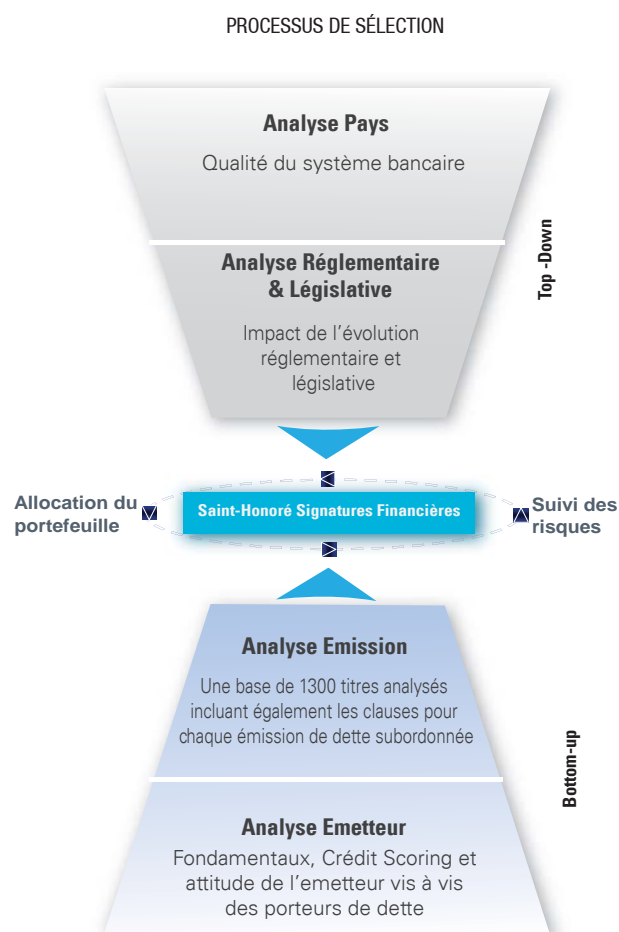 PROCESSUS DE SÉLECTION
Analyse Pays
Qualité du système bancaire
Analyse Réglementaire
& Législative
Impact de l'évolution
réglementaire et
législative
Top -Down
Allocation du
portefeuille
Saint-Honoré Signatures Financières
Suivi des
risques
Analyse Emission
Une base de 1300 titres analysés
incluant également les clauses pour
chaque émission de dette subordonnée
Bottom-up
Analyse Emetteur
Fondamentaux, Crédit Scoring et
attitude de l'emetteur vis à vis
des porteurs de dette